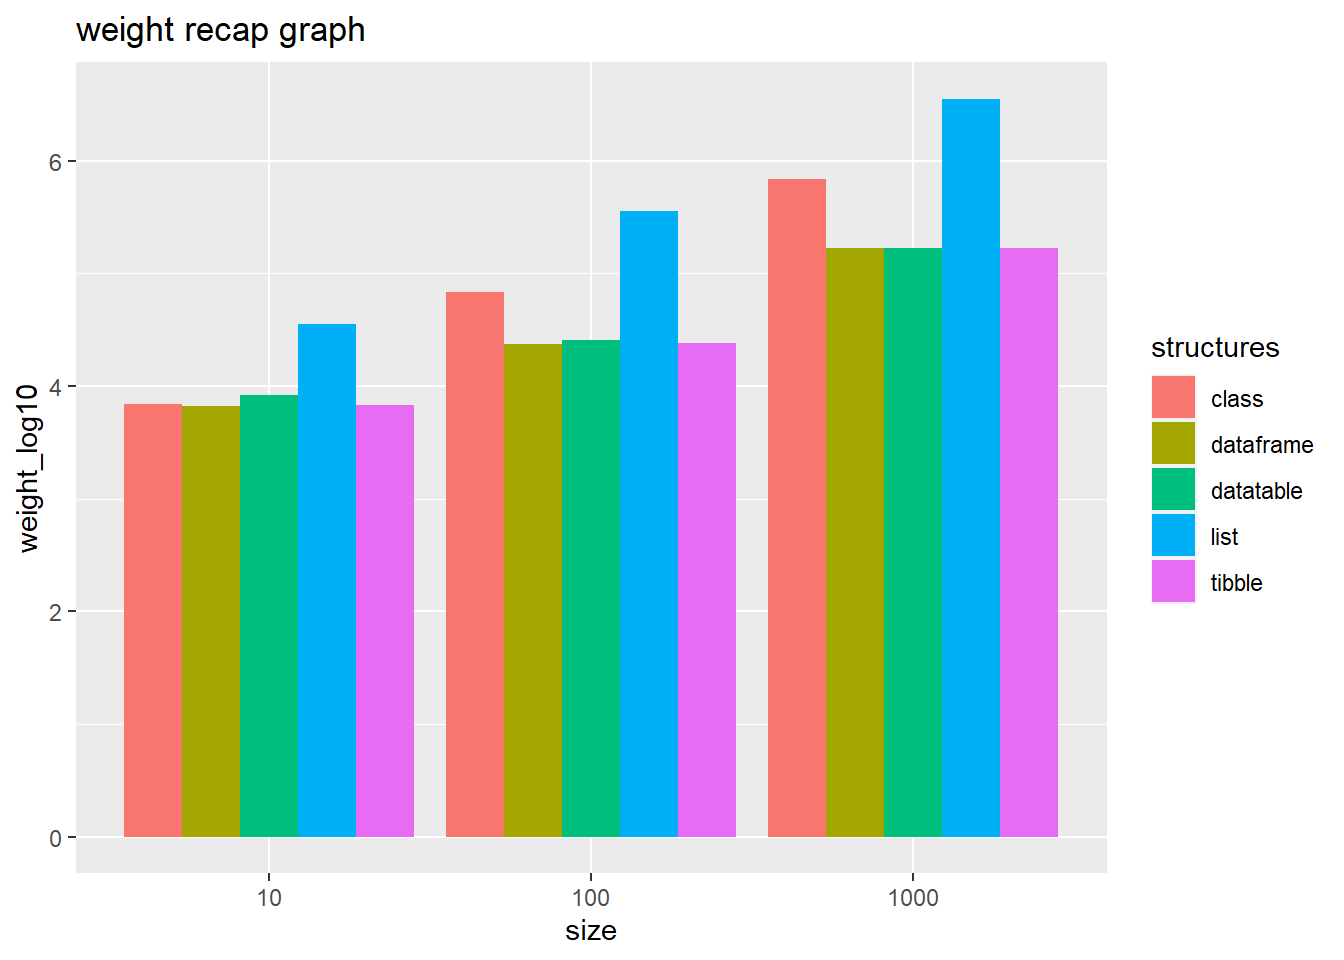 weight recap graph
weight_log10
6
4
2
0
10 100 1000
size
structures
class
dataframe
datatable
list
tibble